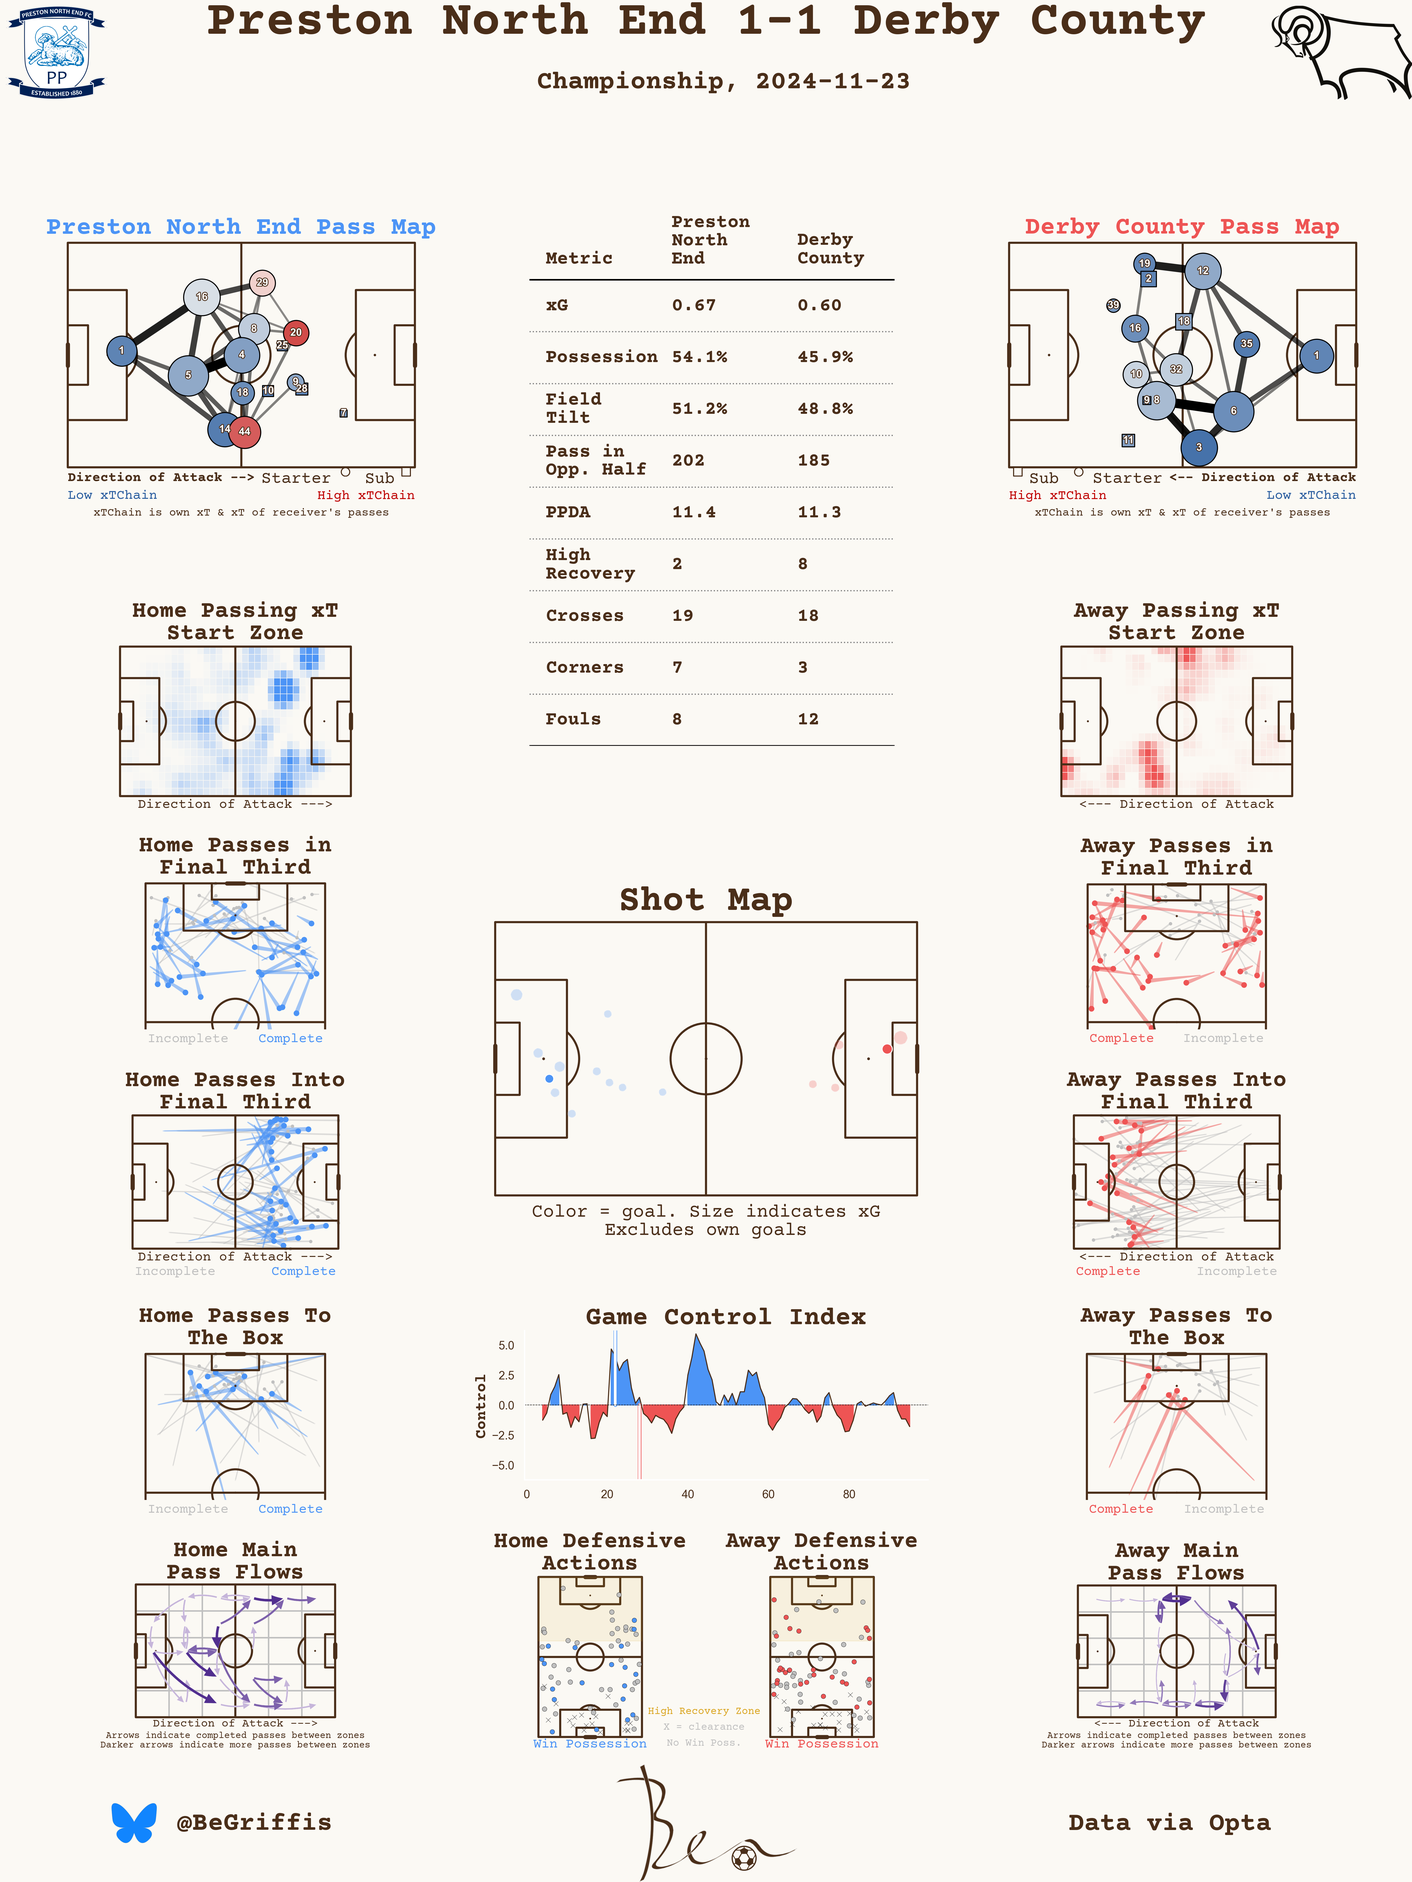 Preston North End 1-1 Derby County
Championship, 2024-11-23
PRESTON NORTH END FC
PP
ESTABLISHED 1880
Preston North End Pass Map
16
29
8
20
1
25
4
5
9
28
18
10
7
14
44
Direction of Attack --> Starter Sub
Low xTChain High xTChain
xTChain is own xT & xT of receiver's passes
Metric Preston North End Derby County
xG 0.67 0.60
Possession 54.1% 45.9%
Field Tilt 51.2% 48.8%
Pass in Opp. Half 202 185
PPDA 11.4 11.3
High Recovery 2 8
Crosses 19 18
Corners 7 3
Fouls 8 12
Derby County Pass Map
19
2
12
39
18
16
35
1
10
32
9
8
6
11
3
Sub Starter <-- Direction of Attack
High xTChain Low xTChain
xTChain is own xT & xT of receiver's passes
Home Passing xT
Start Zone
Direction of Attack --->
Away Passing xT
Start Zone
<--- Direction of Attack
Home Passes in
Final Third
Incomplete Complete
Away Passes in
Final Third
Complete Incomplete
Shot Map
Color = goal. Size indicates xG
Excludes own goals
Home Passes Into
Final Third
Direction of Attack --->
Incomplete Complete
Away Passes Into
Final Third
<--- Direction of Attack
Complete Incomplete
Home Passes To
The Box
Incomplete Complete
Game Control Index
Control
5.0
2.5
0.0
−2.5
−5.0
0 20 40 60 80
Away Passes To
The Box
Complete Incomplete
Home Main
Pass Flows
Direction of Attack --->
Arrows indicate completed passes between zones
Darker arrows indicate more passes between zones
Home Defensive
Actions
Win Possession
High Recovery Zone
X = clearance
No Win Poss.
Away Defensive
Actions
Win Possession
Away Main
Pass Flows
<--- Direction of Attack
Arrows indicate completed passes between zones
Darker arrows indicate more passes between zones
@BeGriffis
Ben
Data via Opta